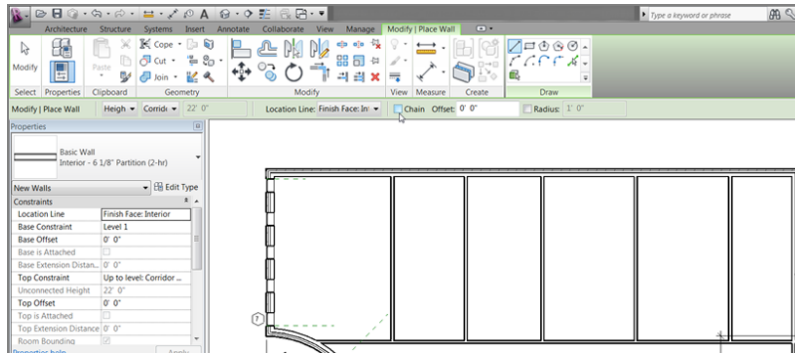 Type a keyword or phrase
Architecture Structure Systems Insert Annotate Collaborate View Manage Modify | Place Wall
Modify Paste Cope
Cut
Join
Select Properties Clipboard Geometry Modify View Measure Create Draw
Modify | Place Wall Heigh Corridc 22' 0" Location Line: Finish Face: In Chain Offset: 0' 0" Radius: 1' 0"
Properties
Basic Wall
Interior - 6 1/8" Partition (2-hr)
New Walls Edit Type
Constraints
Location Line Finish Face: Interior
Base Constraint Level 1
Base Offset 0' 0"
Base is Attached
Base Extension Distan... 0' 0"
Top Constraint Up to level: Corridor ...
Unconnected Height 22' 0"
Top Offset 0' 0"
Top is Attached
Top Extension Distance 0' 0"
Room Bounding
Properties help Apply
?